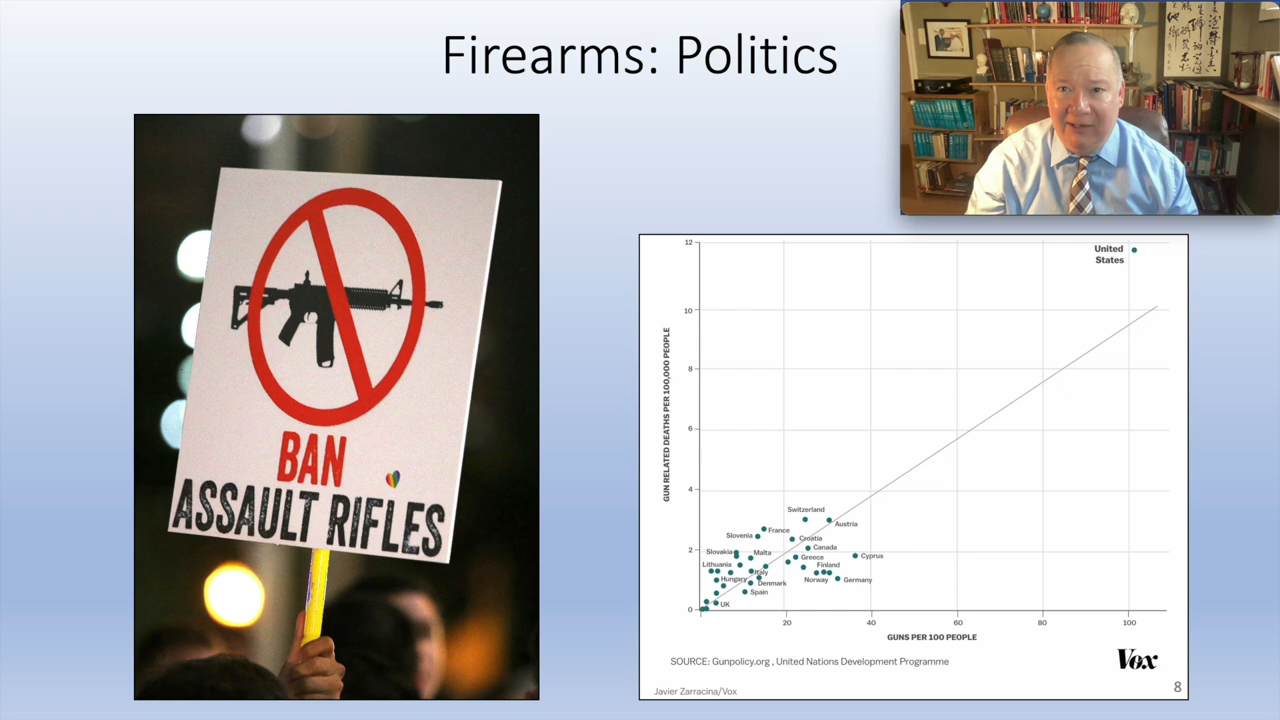 Firearms: Politics
BAN
ASSAULT RIFLES
12
10
8
6
4
2
0
GUN RELATED DEATHS PER 100,000 PEOPLE
United
States
Switzerland
Austria
France
Slovenia
Croatia
Canada
Slovakia
Malta
Greece
Cyprus
Lithuania
Italy
Finland
Hungary
Denmark
Norway
Germany
Spain
UK
20
40
60
80
100
GUNS PER 100 PEOPLE
SOURCE: Gunpolicy.org , United Nations Development Programme
Vox
Javier Zarracina/Vox
8